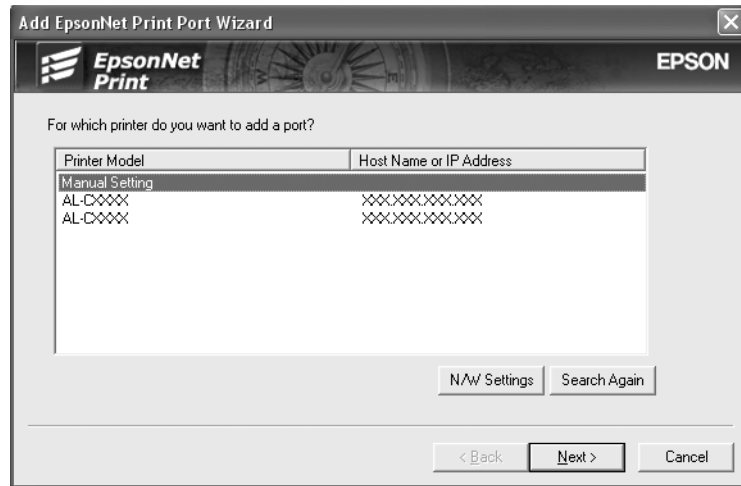 Add EpsonNet Print Port Wizard
EpsonNet
Print
EPSON
For which printer do you want to add a port?
Printer Model Host Name or IP Address
Manual Setting
AL-CXXXX XXX.XXX.XXX.XXX
AL-CXXXX XXX.XXX.XXX.XXX
N/W Settings Search Again
< Back Next > Cancel